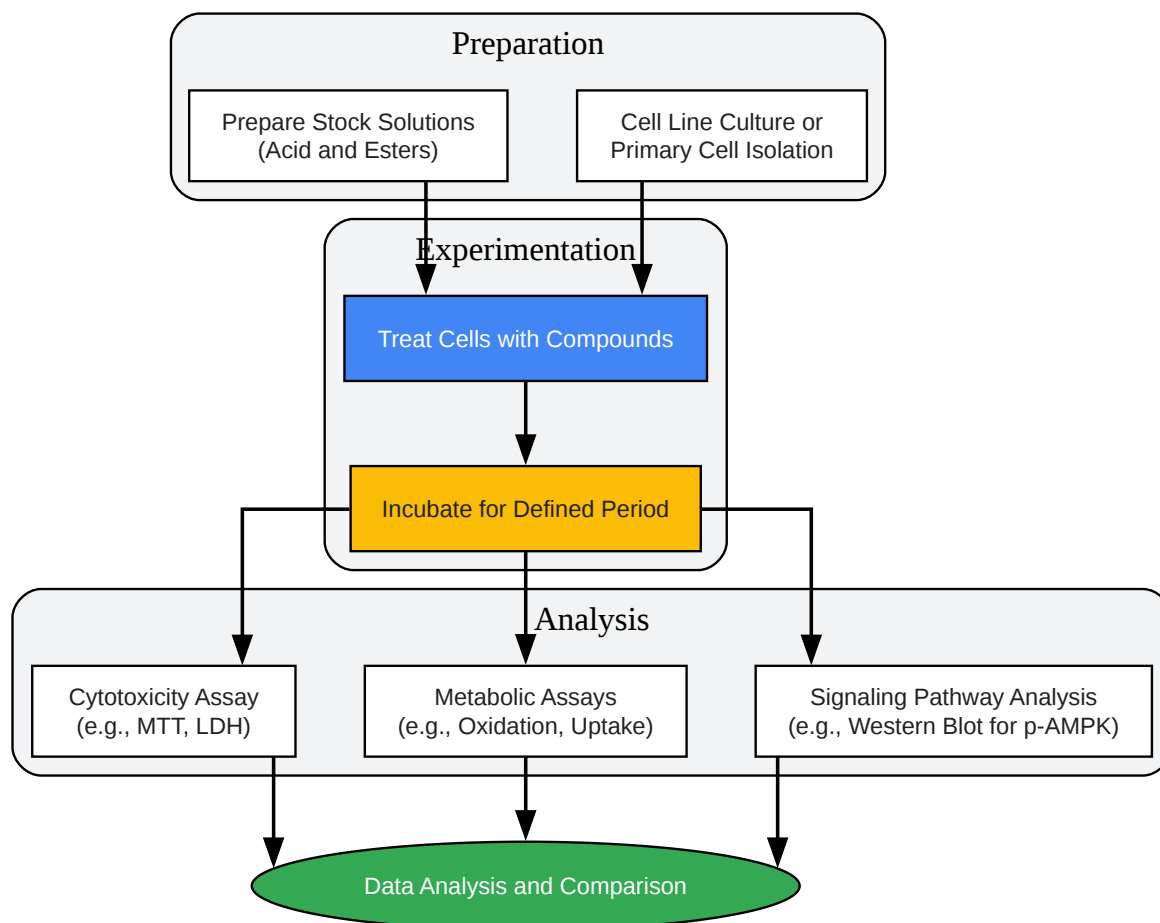 Preparation
Prepare Stock Solutions
(Acid and Esters)
Cell Line Culture or
Primary Cell Isolation
Experimentation
Treat Cells with Compounds
Incubate for Defined Period
Analysis
Cytotoxicity Assay
(e.g., MTT, LDH)
Metabolic Assays
(e.g., Oxidation, Uptake)
Signaling Pathway Analysis
(e.g., Western Blot for p-AMPK)
Data Analysis and Comparison